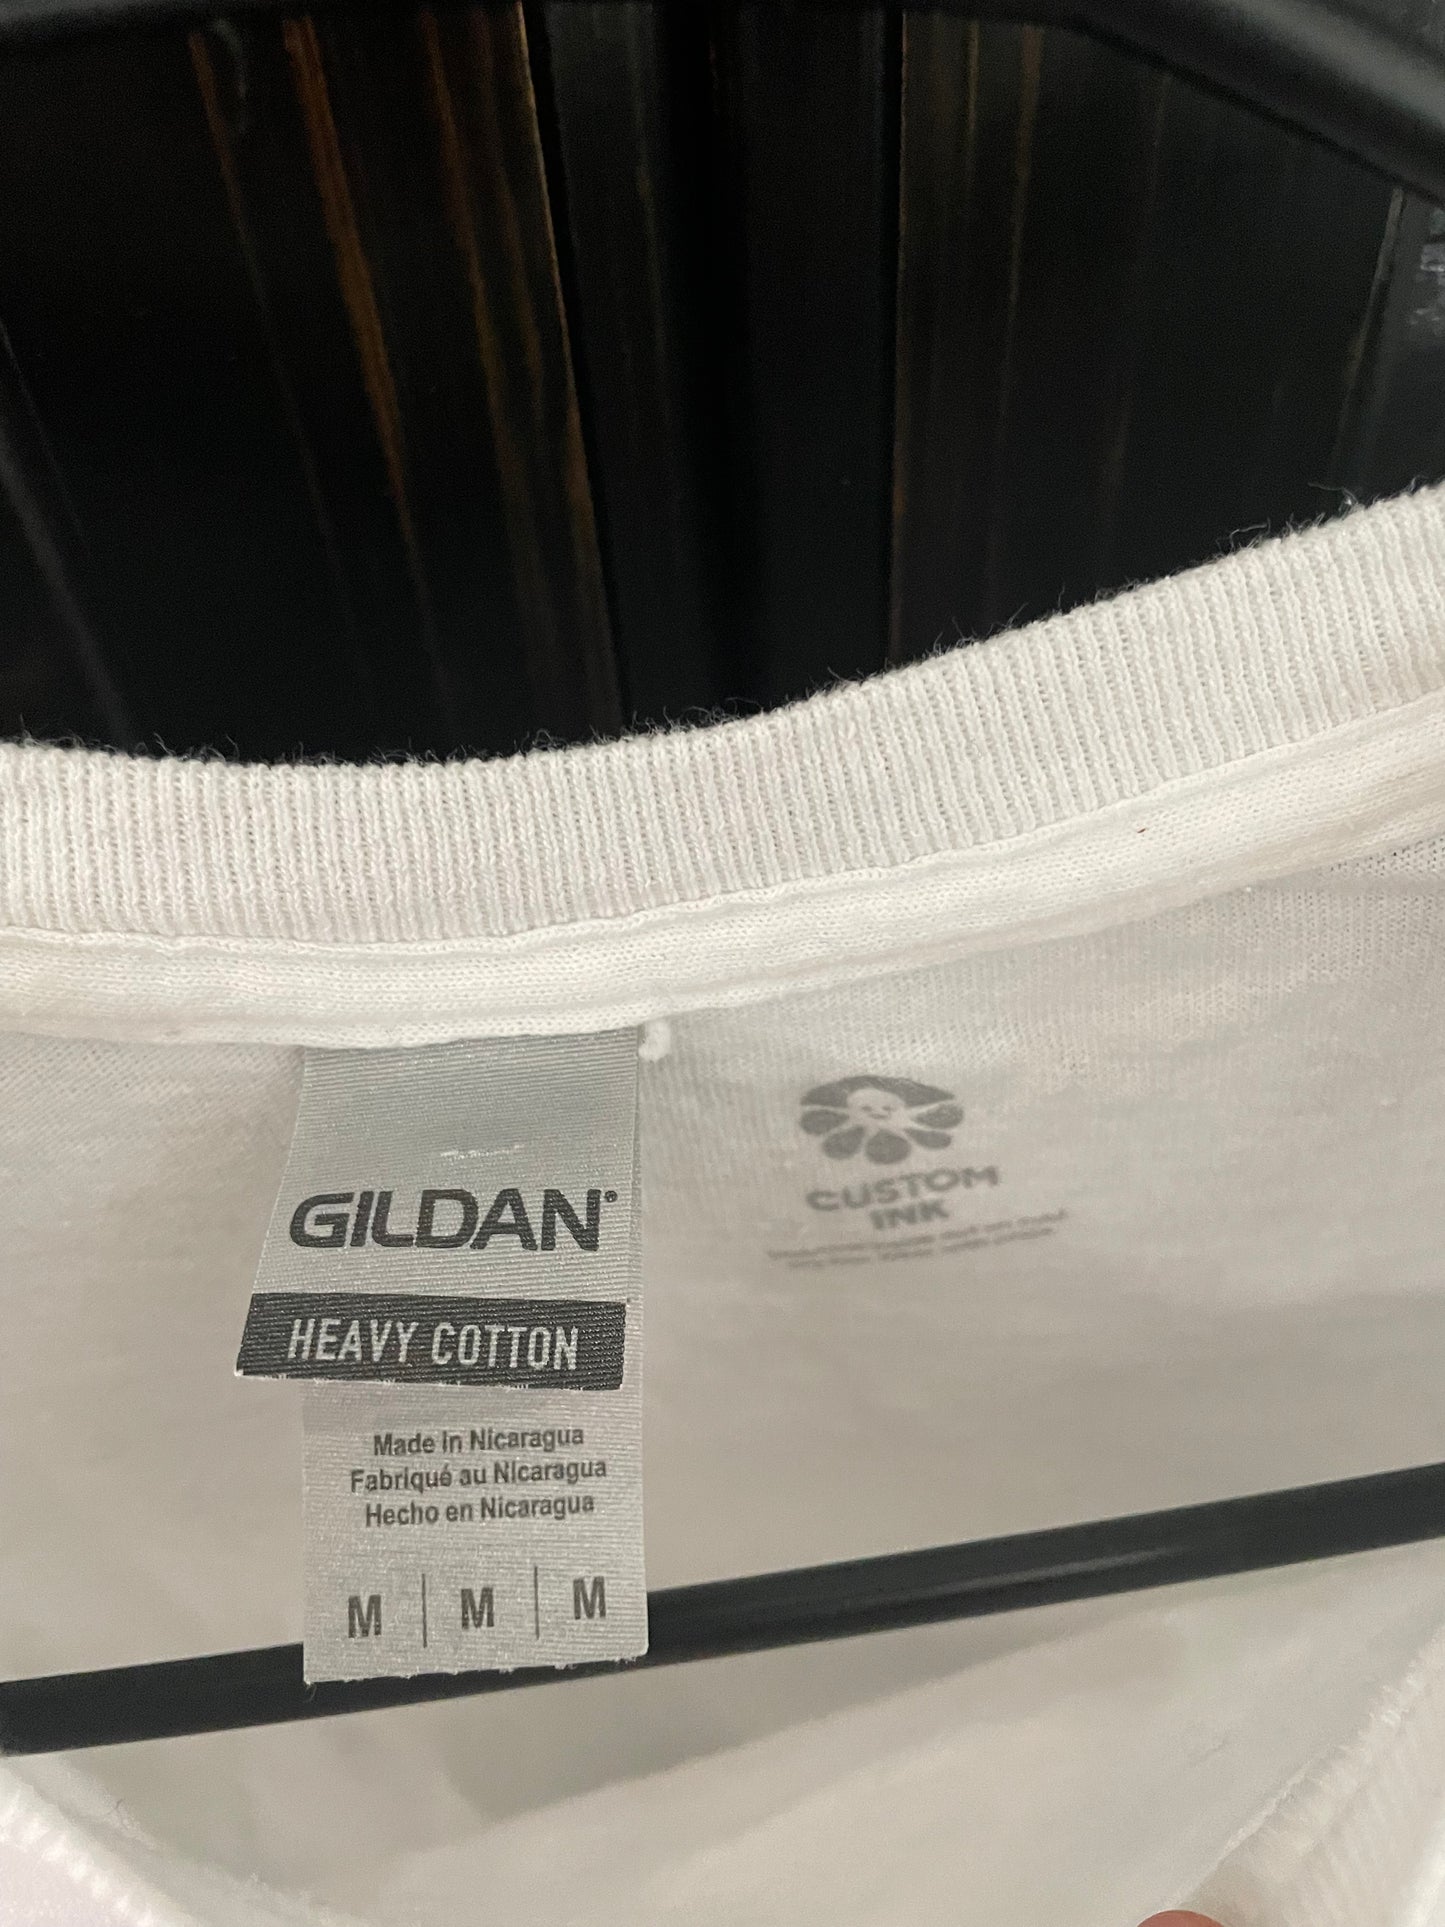 GILDAN®
HEAVY COTTON
Made in Nicaragua
Fabriqué au Nicaragua
Hecho en Nicaragua
M | M | M
CUSTOM
INK